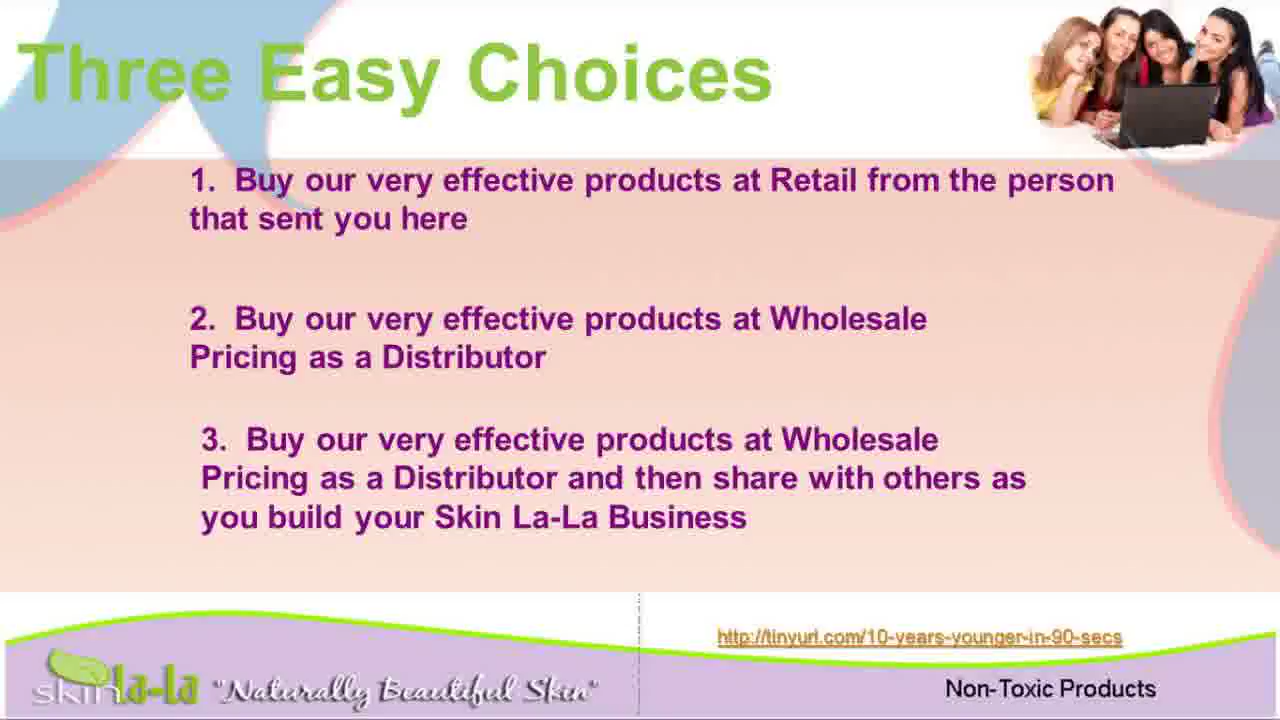 Three Easy Choices
1. Buy our very effective products at Retail from the person
that sent you here
2. Buy our very effective products at Wholesale
Pricing as a Distributor
3. Buy our very effective products at Wholesale
Pricing as a Distributor and then share with others as
you build your Skin La-La Business
http://tinyurl.com/10-years-younger-in-90-secs
skin la-la "Naturally Beautiful Skin"
Non-Toxic Products